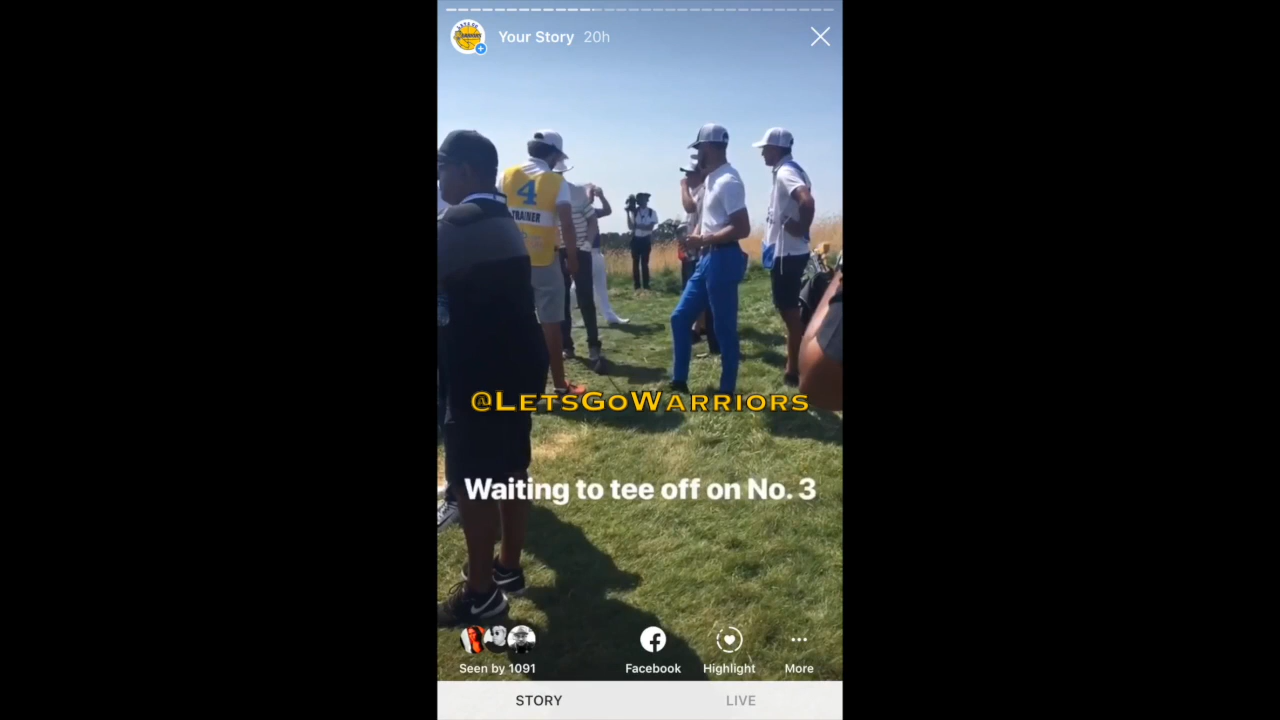 Your Story 20h
4
TRAINER
@LetsGoWarriors
Waiting to tee off on No. 3
Seen by 1091
Facebook
Highlight
More
STORY
LIVE